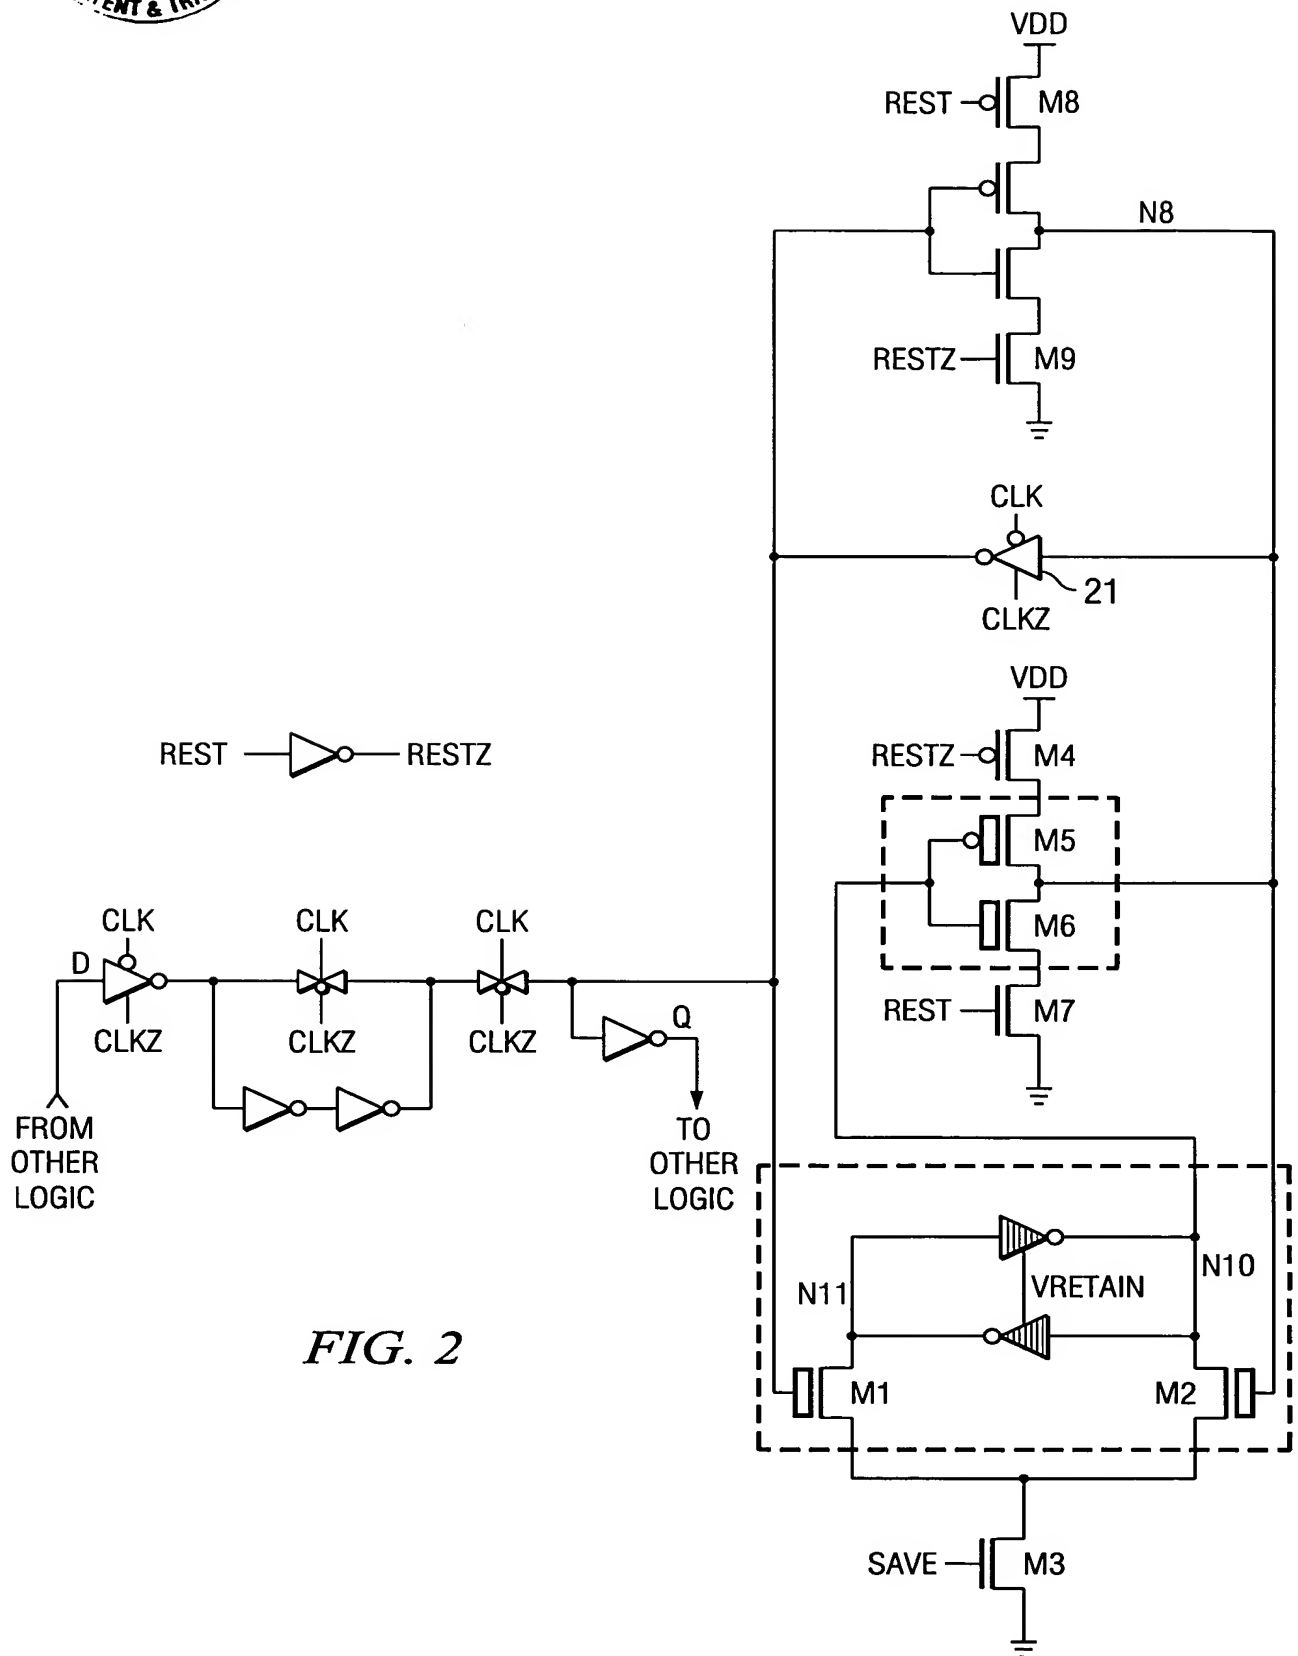 ENT & TR
VDD
REST
M8
N8
RESTZ
M9
CLK
21
CLKZ
VDD
REST
RESTZ
RESTZ
M4
M5
M6
REST
M7
CLK
CLK
CLK
D
CLKZ
CLKZ
CLKZ
Q
FROM
OTHER
LOGIC
TO
OTHER
LOGIC
N10
N11
VRETAIN
M1
M2
FIG. 2
SAVE
M3